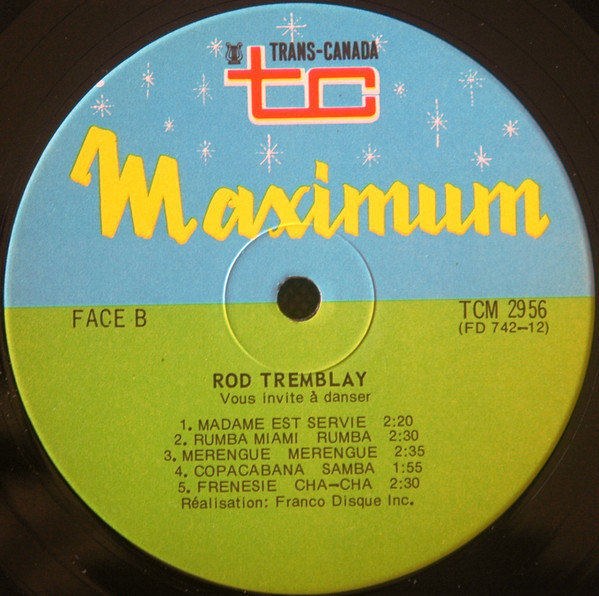 TRANS-CANADA
tc
Maximum
FACE B
TCM 2956
(FD 742-12)
ROD TREMBLAY
Vous invite à danser
1. MADAME EST SERVIE 2:20
2. RUMBA MIAMI RUMBA 2:30
3. MERENGUE MERENGUE 2:35
4. COPACABANA SAMBA 1:55
5. FRENESIE CHA-CHA 2:30
Réalisation: Franco Disque Inc.